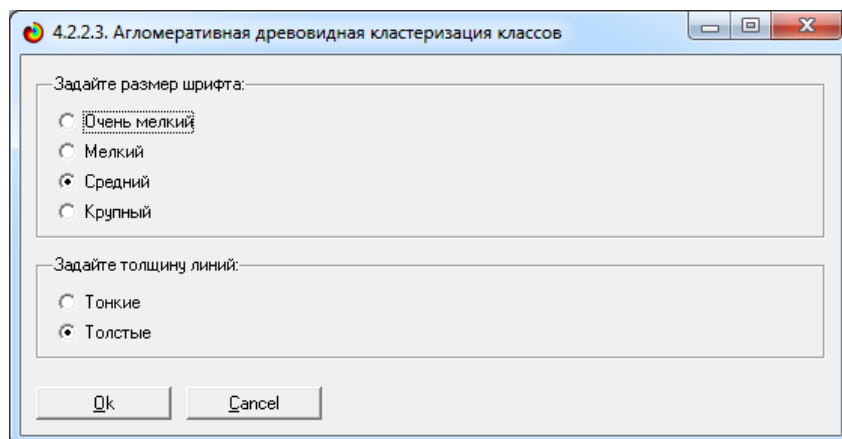 4.2.2.3. Агломеративная древовидная кластеризация классов
Задайте размер шрифта:
Очень мелкий
Мелкий
Средний
Крупный
Задайте толщину линий:
Тонкие
Толстые
Ok Cancel